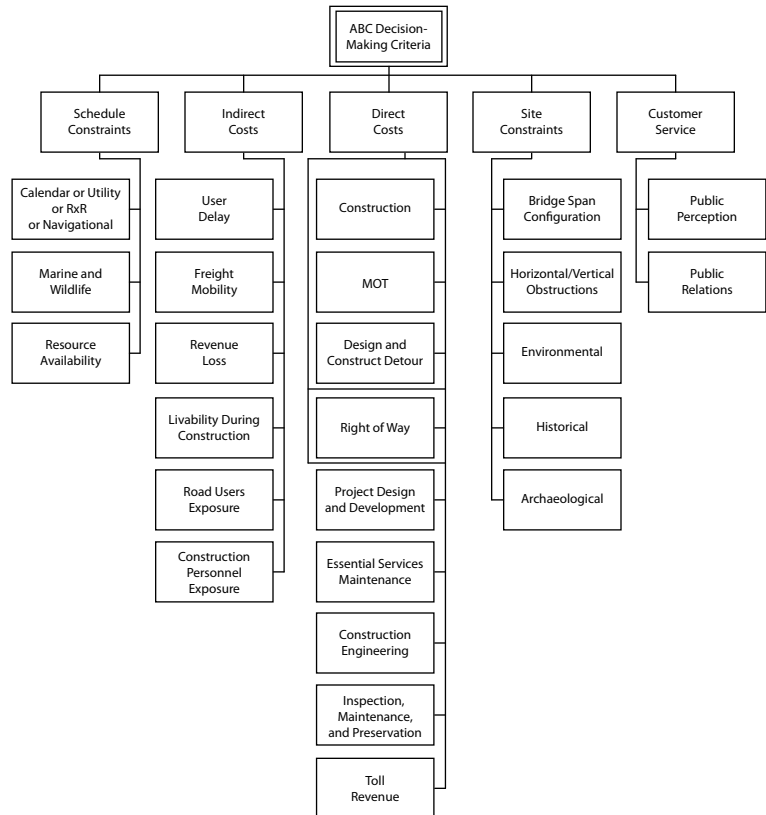 ABC Decision-
Making Criteria
Schedule
Constraints
Indirect
Costs
Direct
Costs
Site
Constraints
Customer
Service
Calendar or Utility
or RxR
or Navigational
Marine and
Wildlife
Resource
Availability
User
Delay
Freight
Mobility
Revenue
Loss
Livability During
Construction
Road Users
Exposure
Construction
Personnel
Exposure
Construction
MOT
Design and
Construct Detour
Right of Way
Project Design
and Development
Essential Services
Maintenance
Construction
Engineering
Inspection,
Maintenance,
and Preservation
Toll
Revenue
Bridge Span
Configuration
Horizontal/Vertical
Obstructions
Environmental
Historical
Archaeological
Public
Perception
Public
Relations